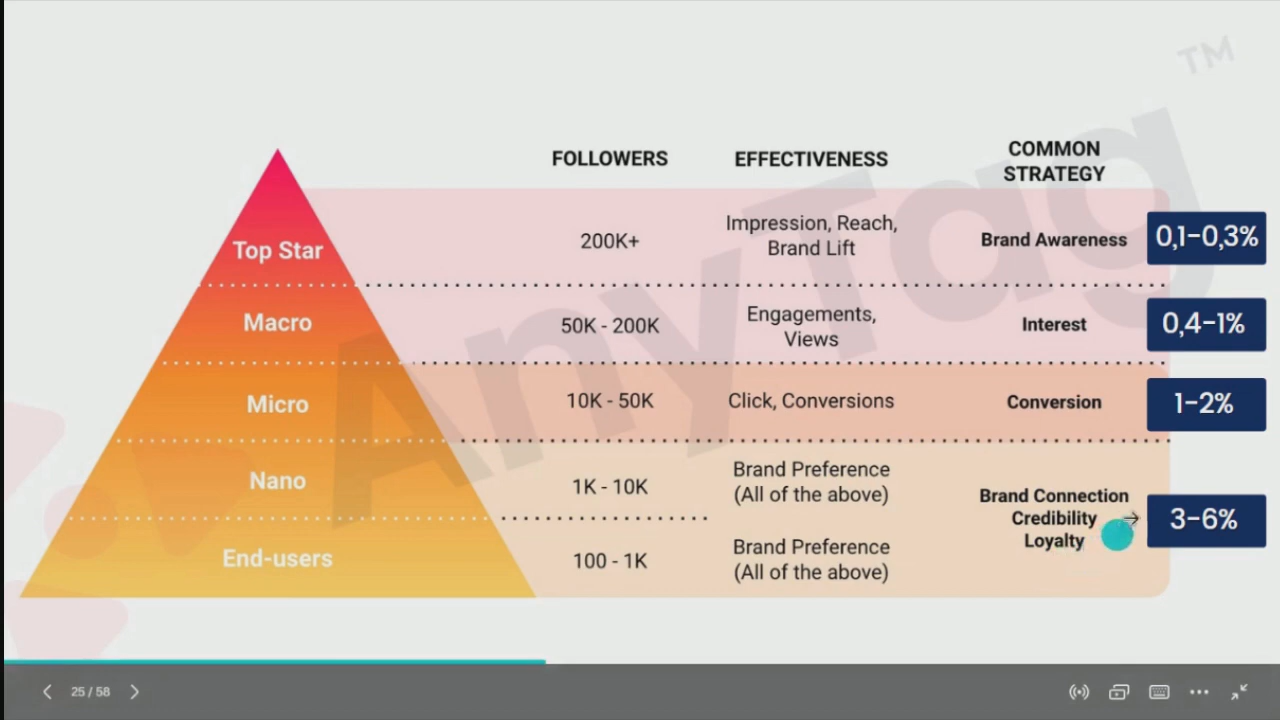 TM
AnyTag
FOLLOWERS
EFFECTIVENESS
COMMON
STRATEGY
Top Star
200K+
Impression, Reach,
Brand Lift
Brand Awareness
0,1-0,3%
Macro
50K - 200K
Engagements,
Views
Interest
0,4-1%
Micro
10K - 50K
Click, Conversions
Conversion
1-2%
Nano
1K - 10K
Brand Preference
(All of the above)
Brand Connection
Credibility
Loyalty
3-6%
End-users
100 - 1K
Brand Preference
(All of the above)
25 / 58